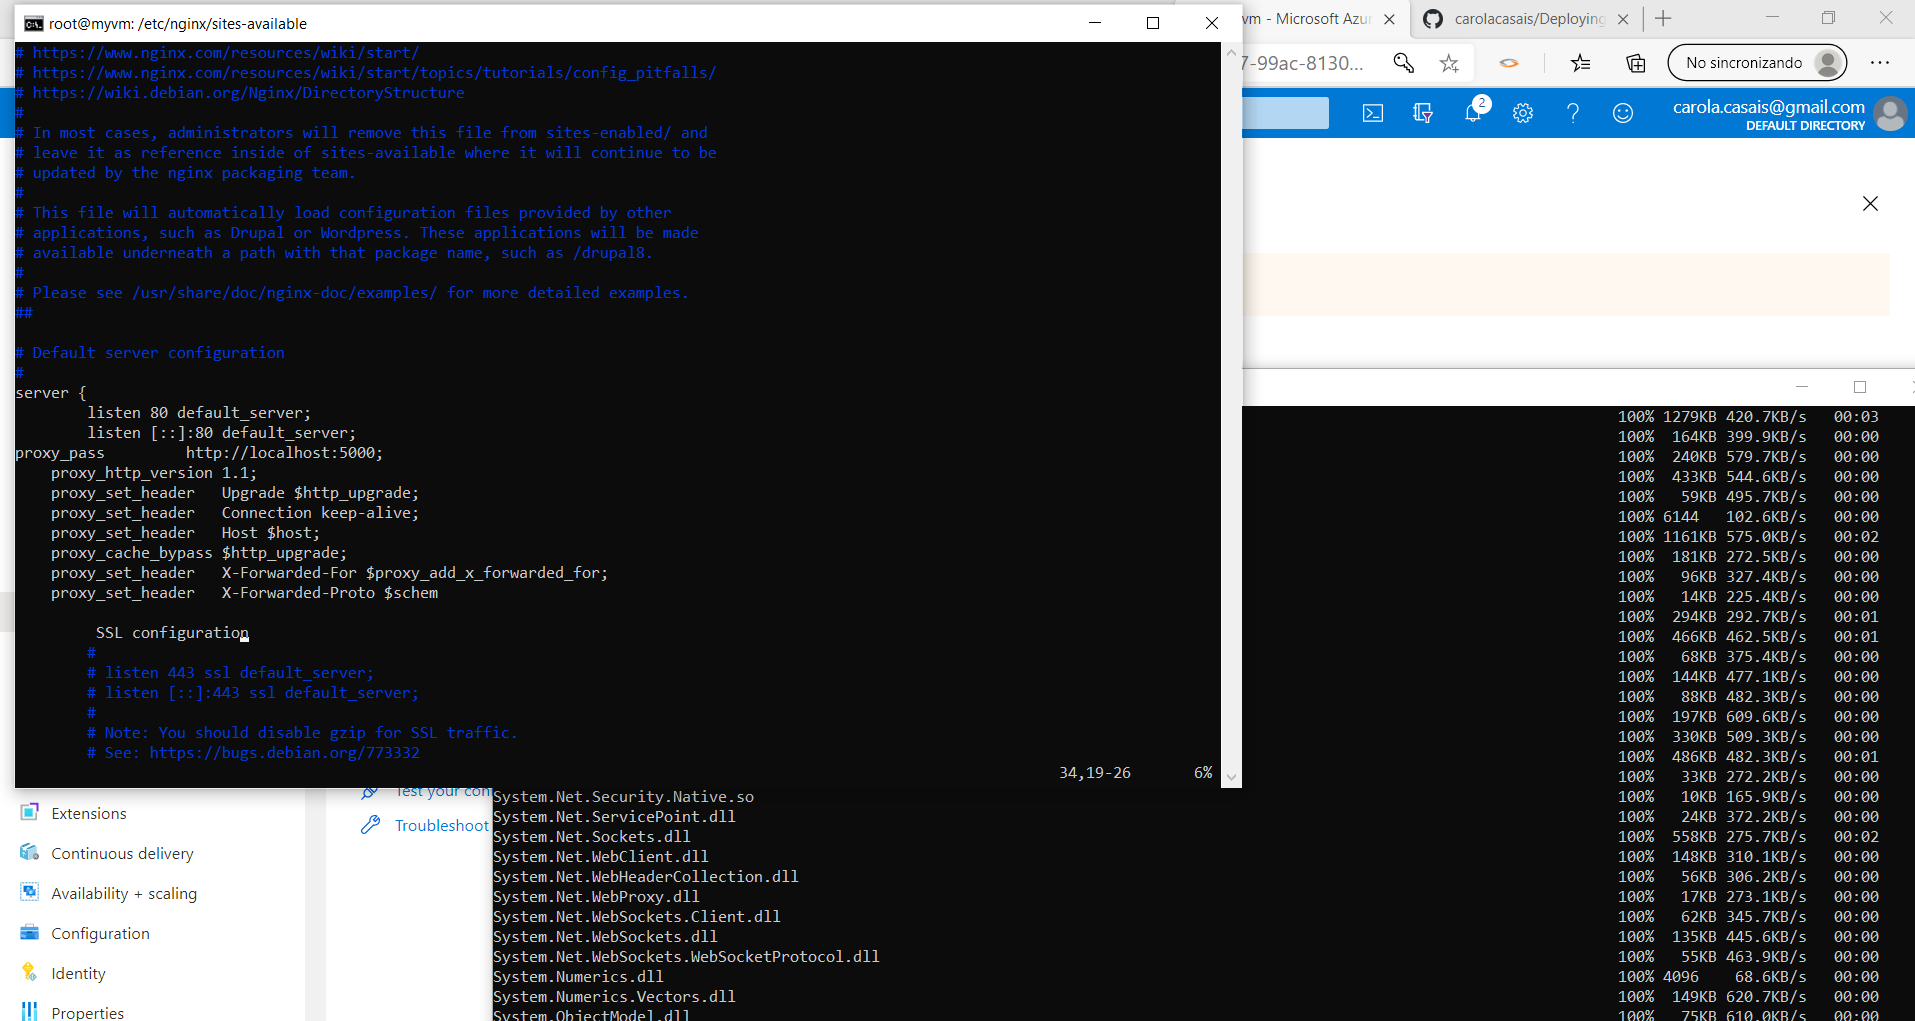 root@myvm: /etc/nginx/sites-available
# https://www.nginx.com/resources/wiki/start/
# https://www.nginx.com/resources/wiki/start/topics/tutorials/config_pitfalls/
# https://wiki.debian.org/Nginx/DirectoryStructure
#
# In most cases, administrators will remove this file from sites-enabled/ and
# leave it as reference inside of sites-available where it will continue to be
# updated by the nginx packaging team.
#
# This file will automatically load configuration files provided by other
# applications, such as Drupal or Wordpress. These applications will be made
# available underneath a path with that package name, such as /drupal8.
#
# Please see /usr/share/doc/nginx-doc/examples/ for more detailed examples.
##
# Default server configuration
#
server {
listen 80 default_server;
listen [::]:80 default_server;
proxy_pass http://localhost:5000;
proxy_http_version 1.1;
proxy_set_header Upgrade $http_upgrade;
proxy_set_header Connection keep-alive;
proxy_set_header Host $host;
proxy_cache_bypass $http_upgrade;
proxy_set_header X-Forwarded-For $proxy_add_x_forwarded_for;
proxy_set_header X-Forwarded-Proto $schem
SSL configuration
#
# listen 443 ssl default_server;
# listen [::]:443 ssl default_server;
#
# Note: You should disable gzip for SSL traffic.
# See: https://bugs.debian.org/773332
34,19-26 6%
vm - Microsoft Azu
carolacasais/Deploying
7-99ac-8130...
No sincronizando
2
carola.casais@gmail.com
DEFAULT DIRECTORY
100% 1279KB 420.7KB/s 00:03
100% 164KB 399.9KB/s 00:00
100% 240KB 579.7KB/s 00:00
100% 433KB 544.6KB/s 00:00
100% 59KB 495.7KB/s 00:00
100% 6144 102.6KB/s 00:00
100% 1161KB 575.0KB/s 00:02
100% 181KB 272.5KB/s 00:00
100% 96KB 327.4KB/s 00:00
100% 14KB 225.4KB/s 00:00
100% 294KB 292.7KB/s 00:01
100% 466KB 462.5KB/s 00:01
100% 68KB 375.4KB/s 00:00
100% 144KB 477.1KB/s 00:00
100% 88KB 482.3KB/s 00:00
100% 197KB 609.6KB/s 00:00
100% 330KB 509.3KB/s 00:00
100% 486KB 482.3KB/s 00:01
100% 33KB 272.2KB/s 00:00
System.Net.Security.Native.so 100% 10KB 165.9KB/s 00:00
System.Net.ServicePoint.dll 100% 24KB 372.2KB/s 00:00
System.Net.Sockets.dll 100% 558KB 275.7KB/s 00:02
System.Net.WebClient.dll 100% 148KB 310.1KB/s 00:00
System.Net.WebHeaderCollection.dll 100% 56KB 306.2KB/s 00:00
System.Net.WebProxy.dll 100% 17KB 273.1KB/s 00:00
System.Net.WebSockets.Client.dll 100% 62KB 345.7KB/s 00:00
System.Net.WebSockets.dll 100% 135KB 445.6KB/s 00:00
System.Net.WebSockets.WebSocketProtocol.dll 100% 55KB 463.9KB/s 00:00
System.Numerics.dll 100% 4096 68.6KB/s 00:00
System.Numerics.Vectors.dll 100% 149KB 620.7KB/s 00:00
System.ObjectModel.dll 100% 75KB 610.0KB/s 00:00
Extensions
Continuous delivery
Availability + scaling
Configuration
Identity
Properties
Test your con
Troubleshoot